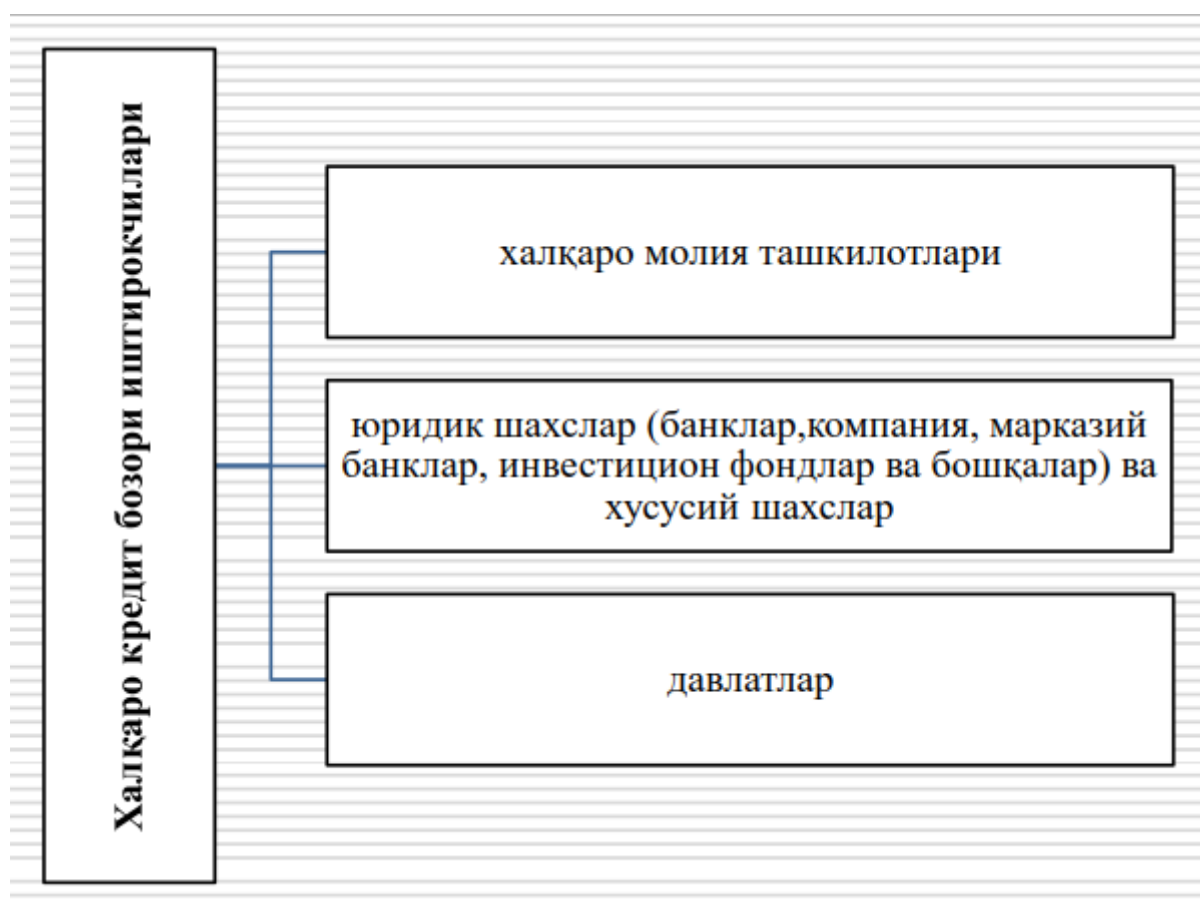 Халқаро кредит бозори иштирокчилари
халқаро молия ташкилотлари
юридик шахслар (банклар,компания, марказий
банклар, инвестицион фондлар ва бошқалар) ва
хусусий шахслар
давлатлар